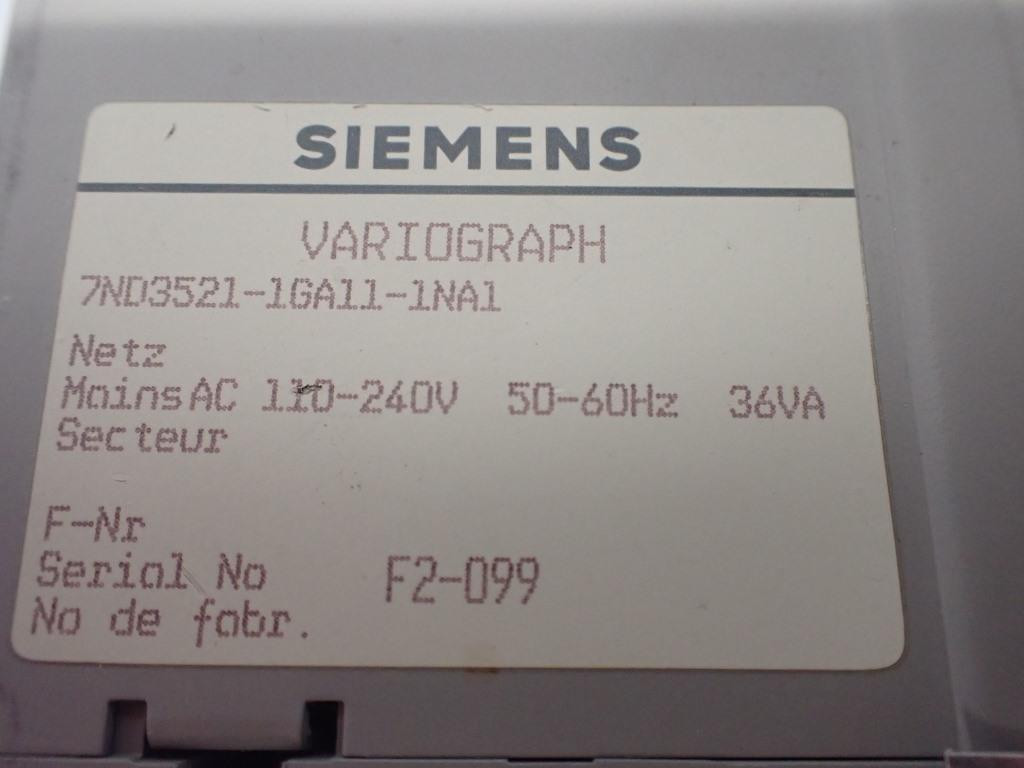 SIEMENS
VARIOGRAPH
7ND3521-1GA11-1NA1
Netz
Mains AC 110-240V 50-60Hz 36VA
Secteur
F-Nr
Serial No F2-099
No de fabr.